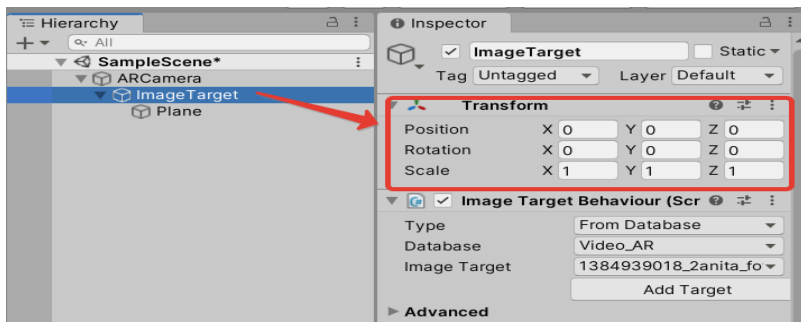 Hierarchy
All
SampleScene*
ARCamera
ImageTarget
Plane
Inspector
ImageTarget Static
Tag Untagged Layer Default
Transform
Position X 0 Y 0 Z 0
Rotation X 0 Y 0 Z 0
Scale X 1 Y 1 Z 1
Image Target Behaviour (Scr
Type From Database
Database Video_AR
Image Target 1384939018_2anita_fo
Add Target
Advanced